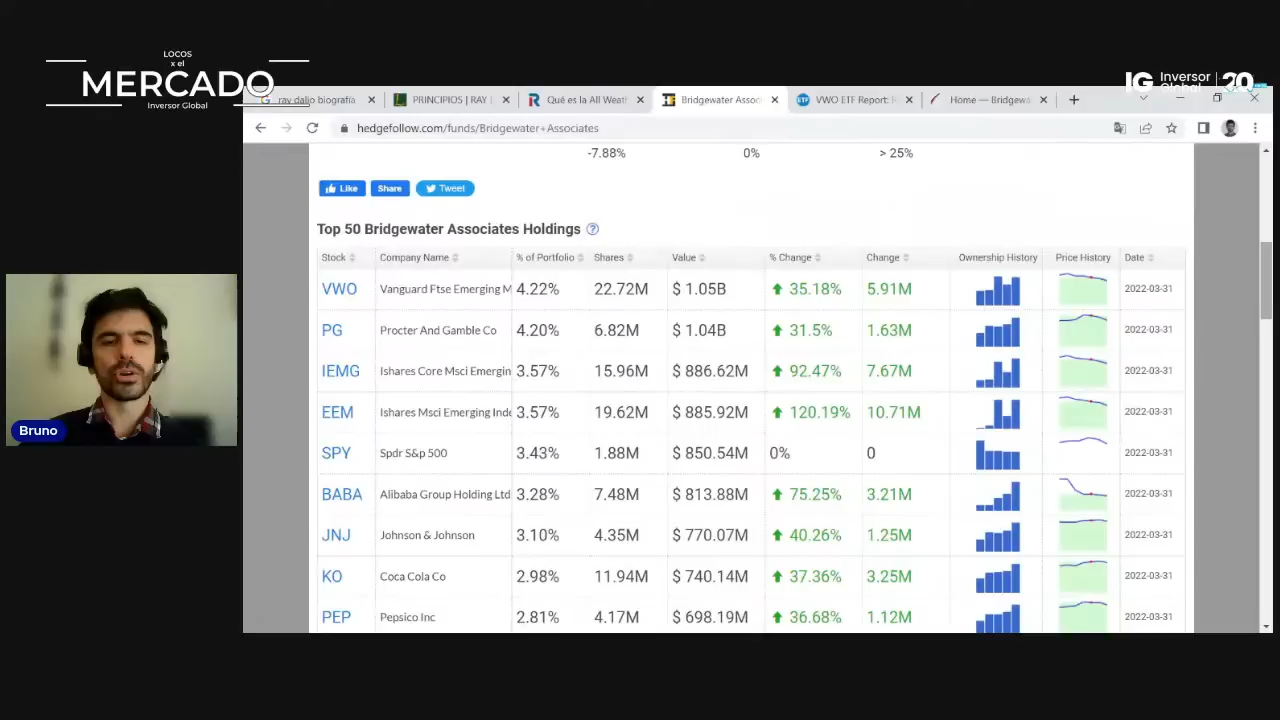 LOCOS
x el
MERCADO
Inversor Global
IG Inversor Global 20
ray dalio biografía
PRINCIPIOS | RAY
Qué es la All Weat
Bridgewater Assoc
VWO ETF Report:
Home — Bridgewa
hedgefollow.com/funds/Bridgewater+Associates
-7.88% 0% > 25%
Like Share Tweet
Top 50 Bridgewater Associates Holdings ?
Stock Company Name % of Portfolio Shares Value % Change Change Ownership History Price History Date
VWO Vanguard Ftse Emerging M 4.22% 22.72M $ 1.05B 35.18% 5.91M 2022-03-31
PG Procter And Gamble Co 4.20% 6.82M $ 1.04B 31.5% 1.63M 2022-03-31
IEMG Ishares Core Msci Emergin 3.57% 15.96M $ 886.62M 92.47% 7.67M 2022-03-31
EEM Ishares Msci Emerging Inde 3.57% 19.62M $ 885.92M 120.19% 10.71M 2022-03-31
SPY Spdr S&p 500 3.43% 1.88M $ 850.54M 0% 0 2022-03-31
BABA Alibaba Group Holding Ltd 3.28% 7.48M $ 813.88M 75.25% 3.21M 2022-03-31
JNJ Johnson & Johnson 3.10% 4.35M $ 770.07M 40.26% 1.25M 2022-03-31
KO Coca Cola Co 2.98% 11.94M $ 740.14M 37.36% 3.25M 2022-03-31
PEP Pepsico Inc 2.81% 4.17M $ 698.19M 36.68% 1.12M 2022-03-31
Bruno